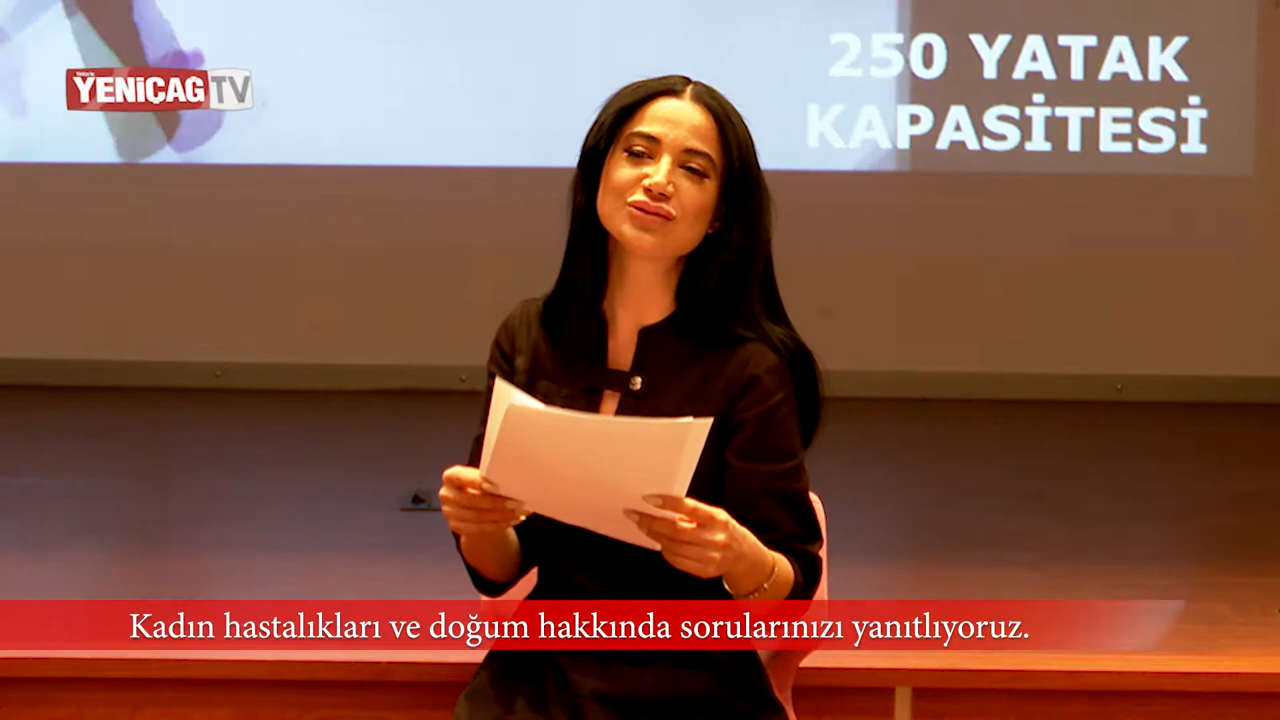 YENİÇAĞ TV
250 YATAK
KAPASİTESİ
Kadın hastalıkları ve doğum hakkında sorularınızı yanıtlıyoruz.